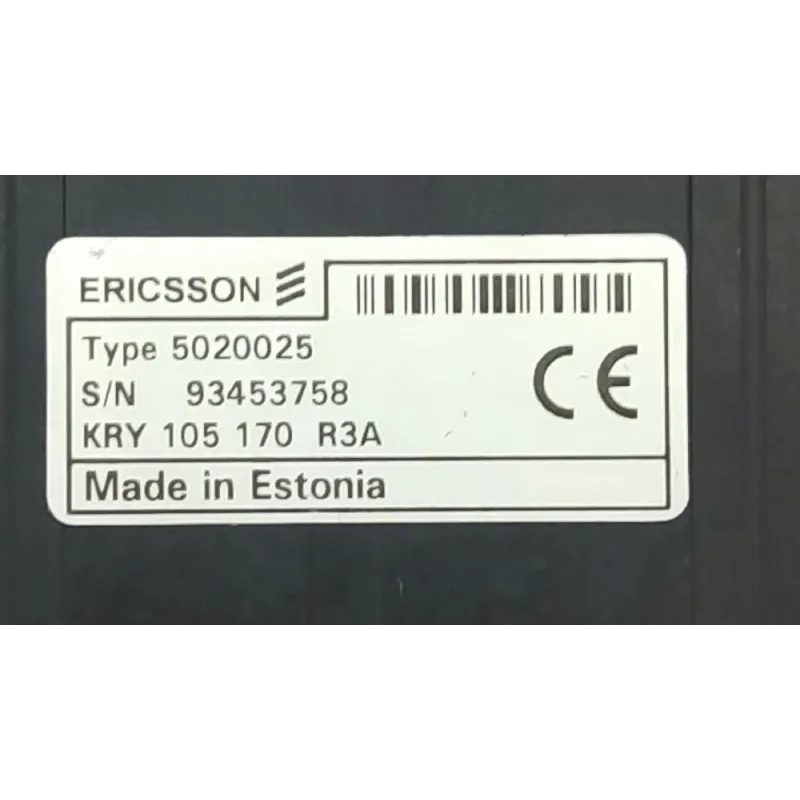 ERICSSON
Type 5020025
S/N 93453758
KRY 105 170 R3A
CE
Made in Estonia